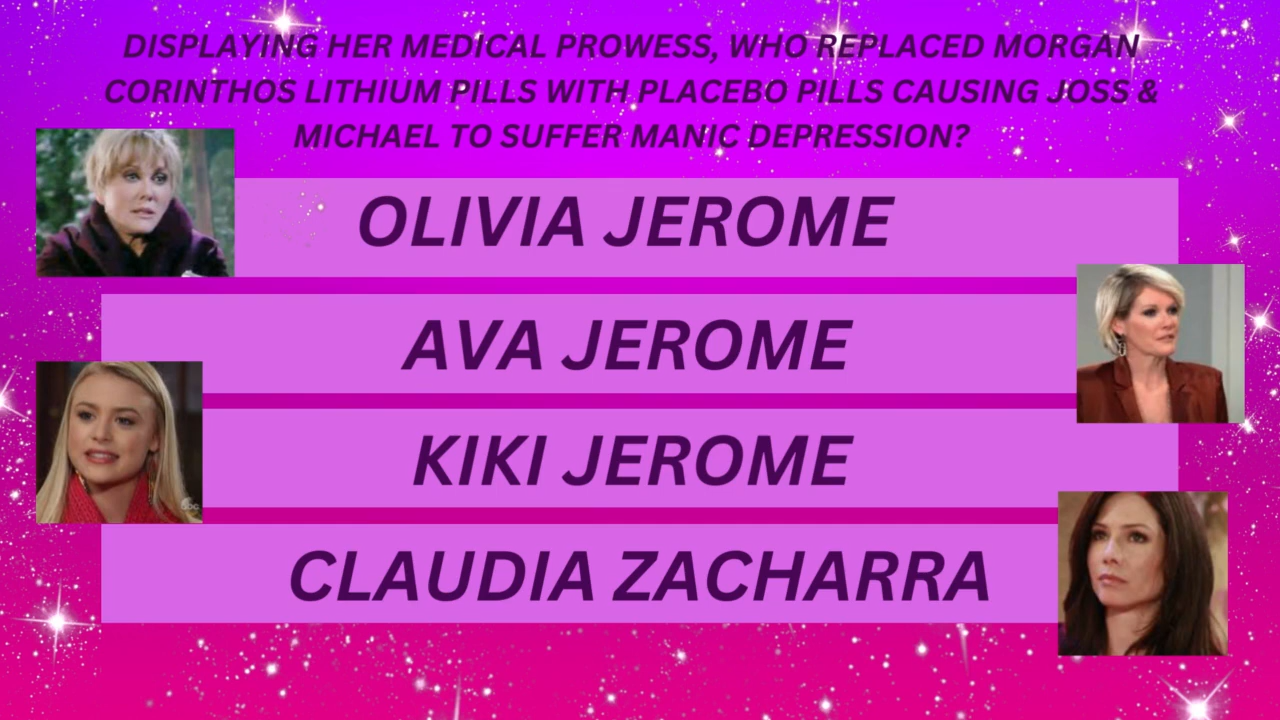 DISPLAYING HER MEDICAL PROWESS, WHO REPLACED MORGAN
CORINTHOS LITHIUM PILLS WITH PLACEBO PILLS CAUSING JOSS &
MICHAEL TO SUFFER MANIC DEPRESSION?
OLIVIA JEROME
AVA JEROME
KIKI JEROME
CLAUDIA ZACHARRA
abc